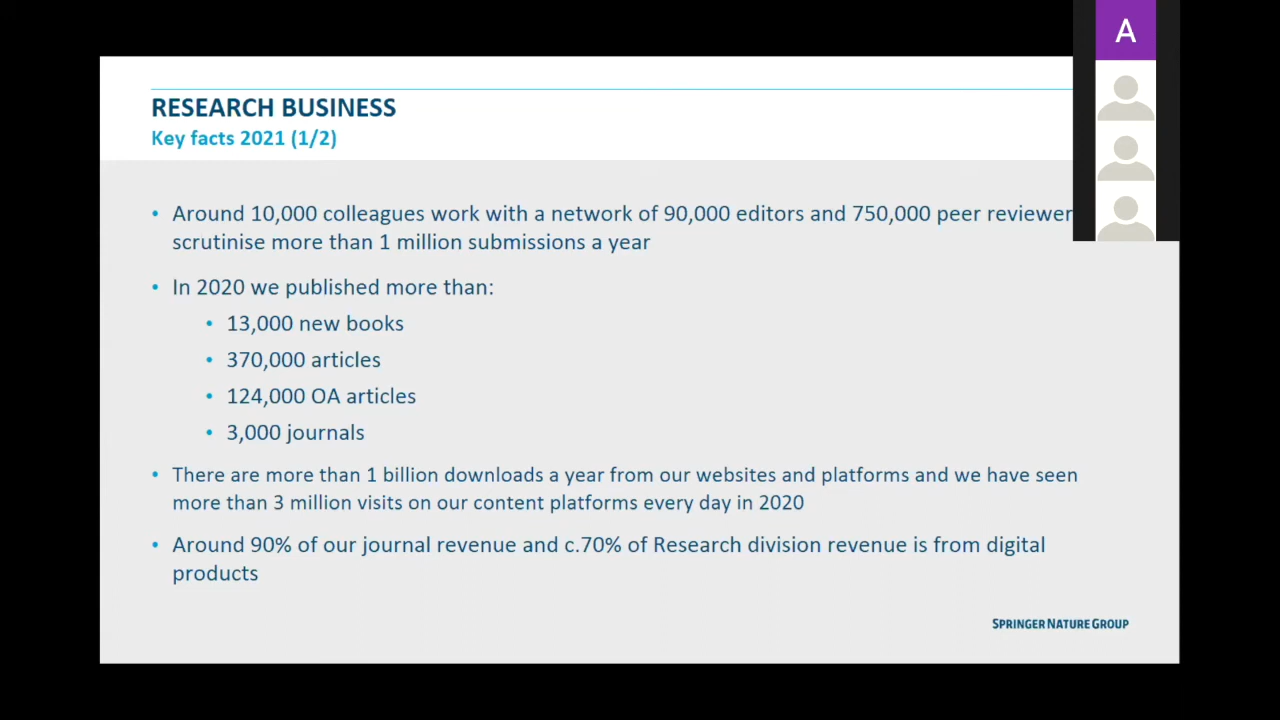 A
RESEARCH BUSINESS
Key facts 2021 (1/2)
• Around 10,000 colleagues work with a network of 90,000 editors and 750,000 peer reviewer
scrutinise more than 1 million submissions a year
• In 2020 we published more than:
• 13,000 new books
• 370,000 articles
• 124,000 OA articles
• 3,000 journals
• There are more than 1 billion downloads a year from our websites and platforms and we have seen
more than 3 million visits on our content platforms every day in 2020
• Around 90% of our journal revenue and c.70% of Research division revenue is from digital
products
SPRINGER NATURE GROUP